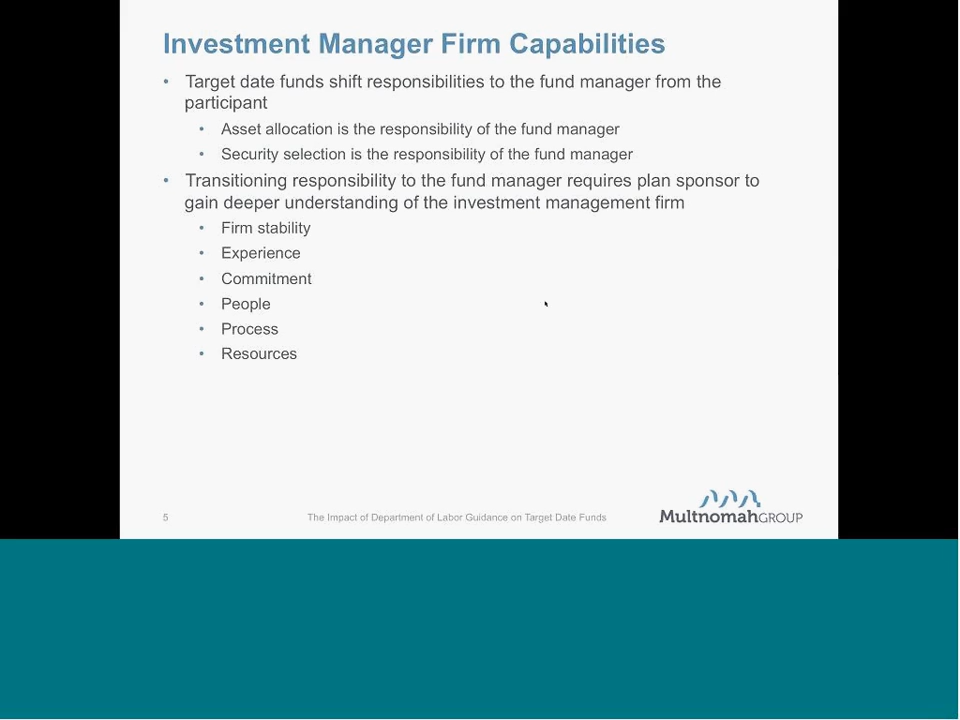 Investment Manager Firm Capabilities
• Target date funds shift responsibilities to the fund manager from the
participant
• Asset allocation is the responsibility of the fund manager
• Security selection is the responsibility of the fund manager
• Transitioning responsibility to the fund manager requires plan sponsor to
gain deeper understanding of the investment management firm
• Firm stability
• Experience
• Commitment
• People
• Process
• Resources
5 The Impact of Department of Labor Guidance on Target Date Funds MultnomahGROUP